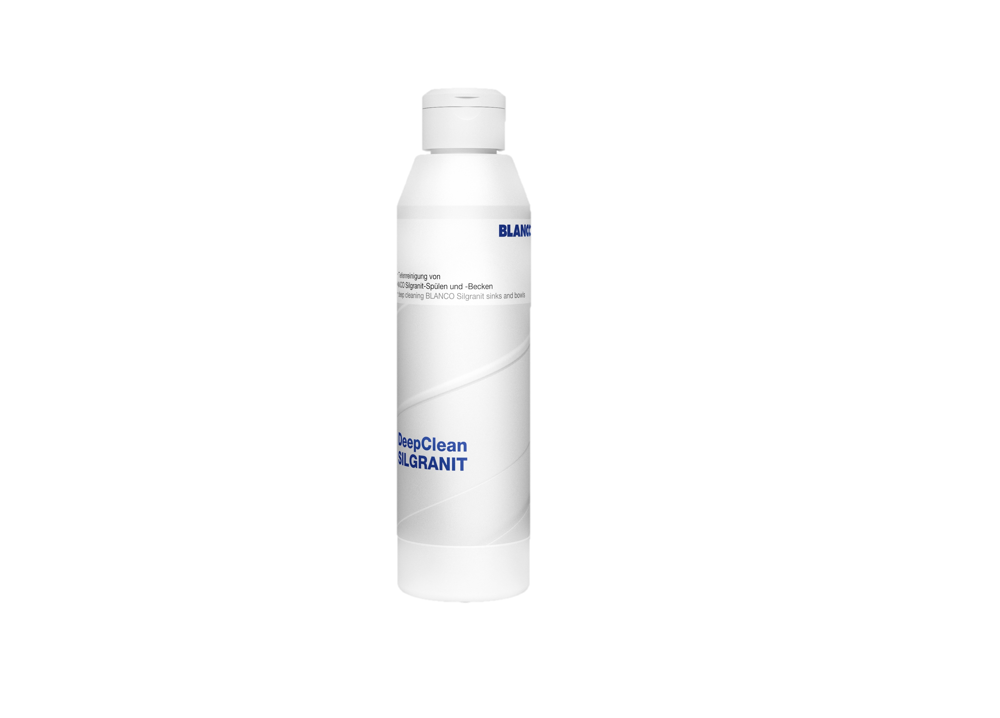 BLANCO
Tiefenreinigung von
Silgranit-Spülen und -Becken
deep cleaning BLANCO Silgranit sinks and bowls
DeepClean
SILGRANIT